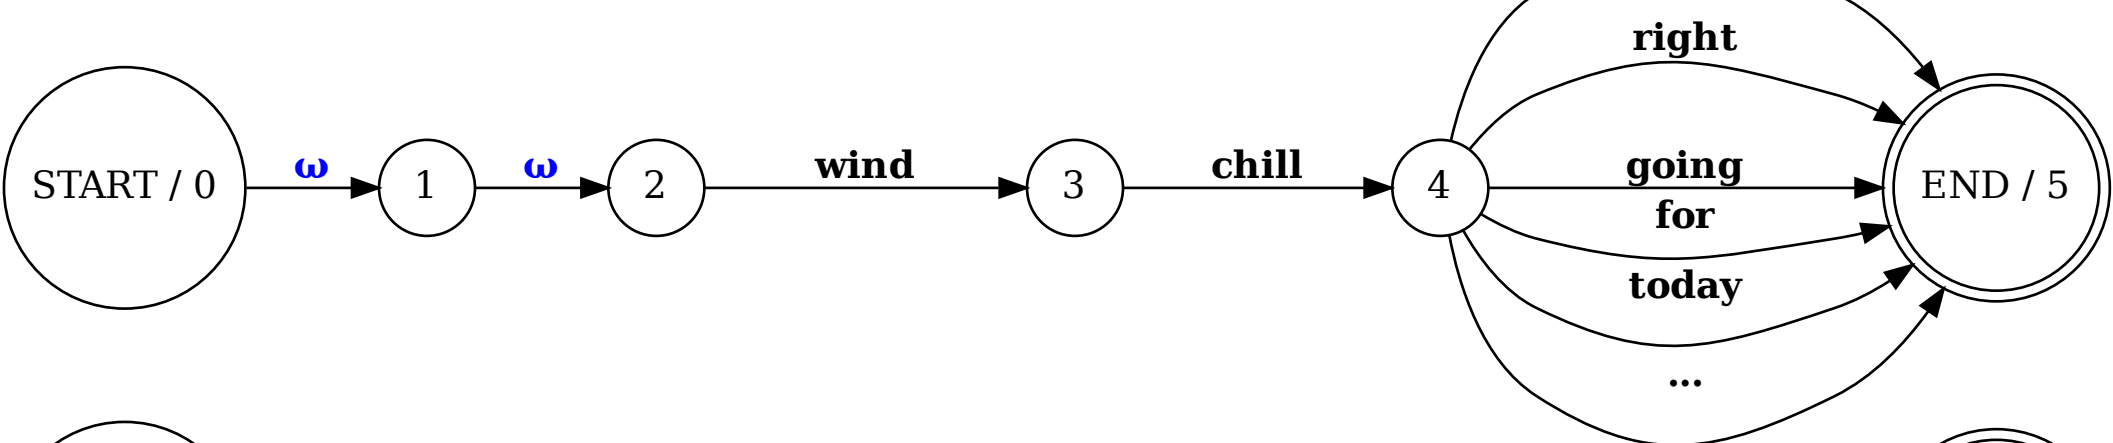 right
START / 0 ω 1 ω 2 wind 3 chill 4 going END / 5
for
today
...